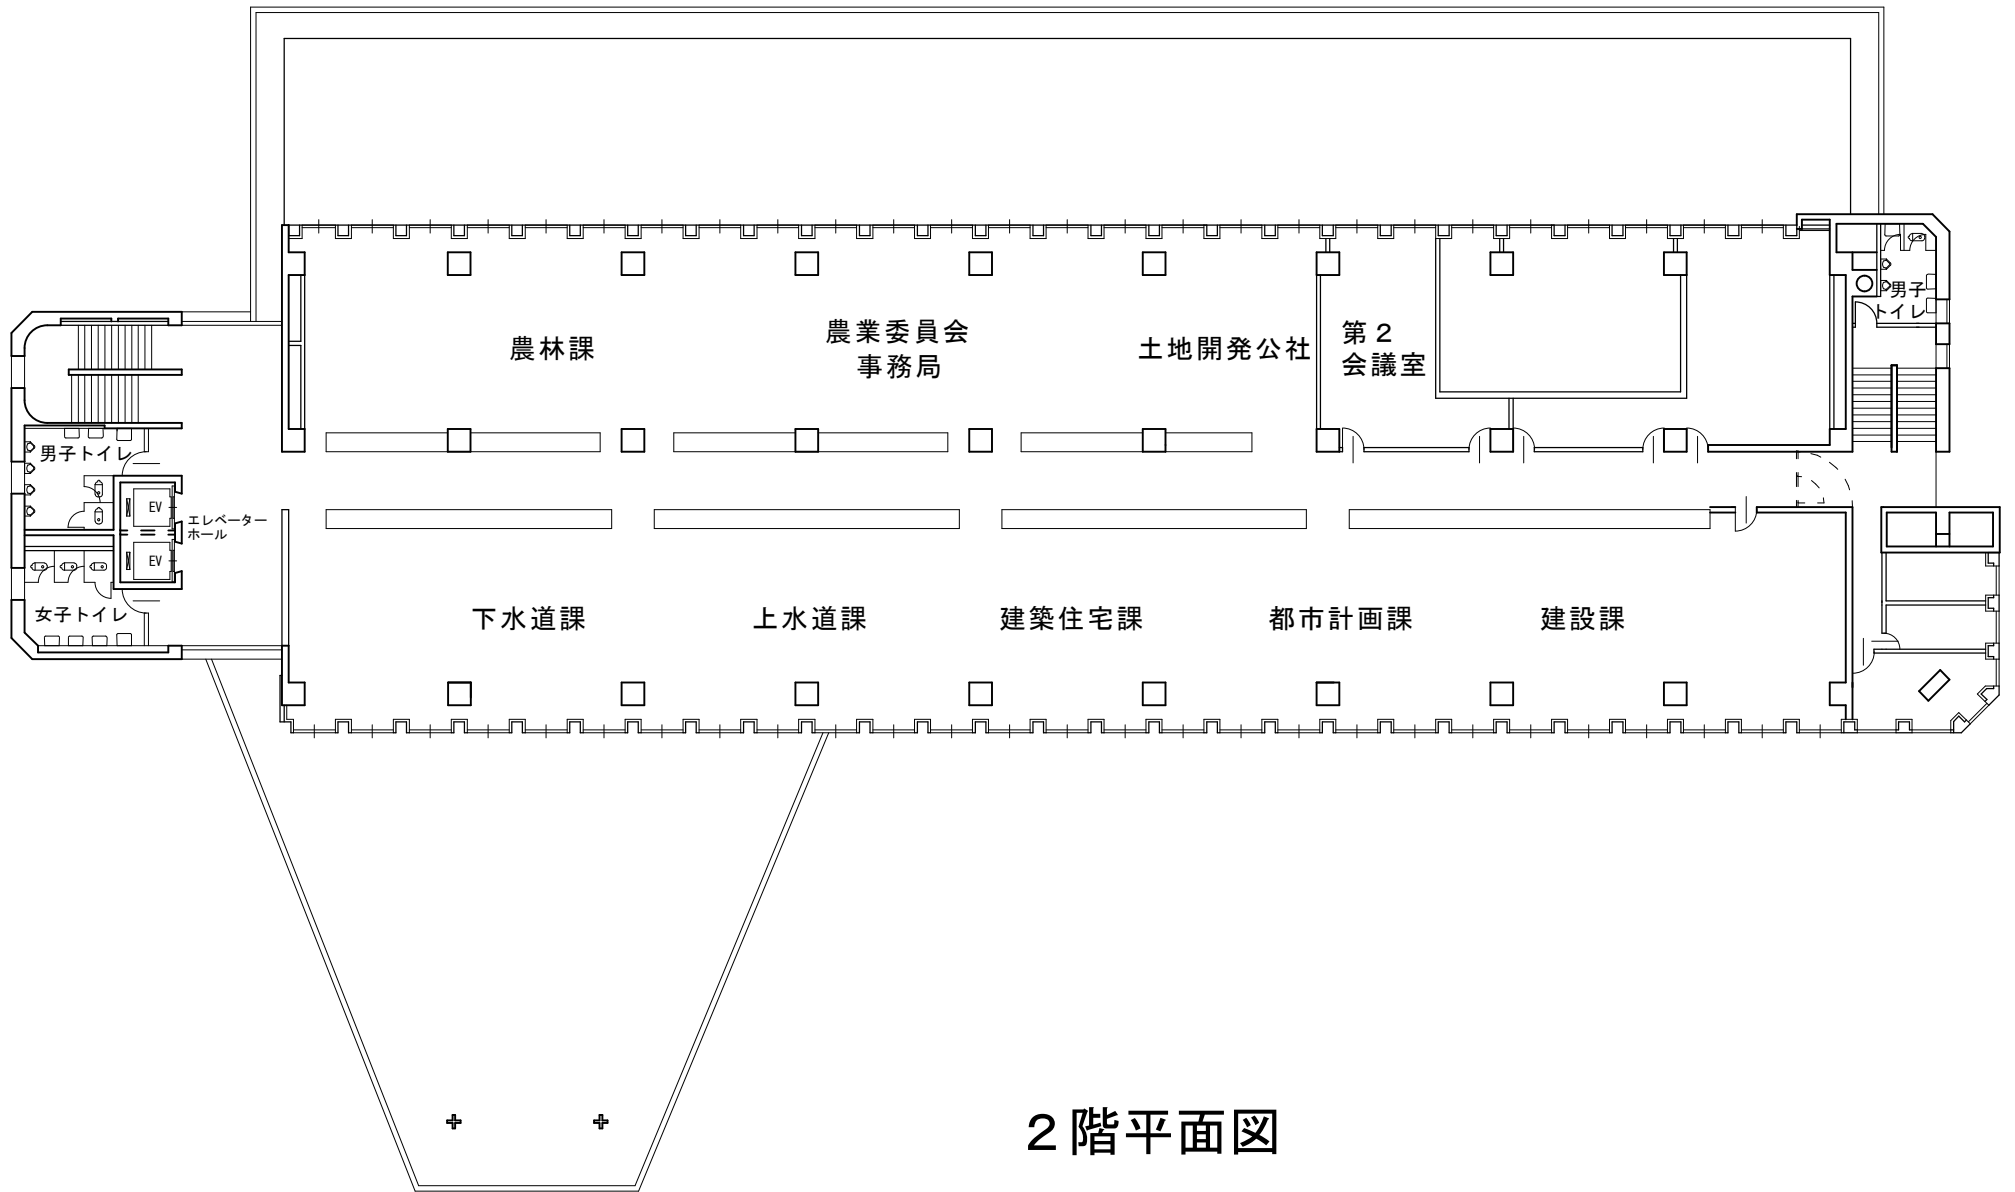 農林課
農業委員会
事務局
土地開発公社
第２
会議室
男子
トイレ
男子トイレ
EV
EV
エレベーター
ホール
女子トイレ
下水道課
上水道課
建築住宅課
都市計画課
建設課
２階平面図